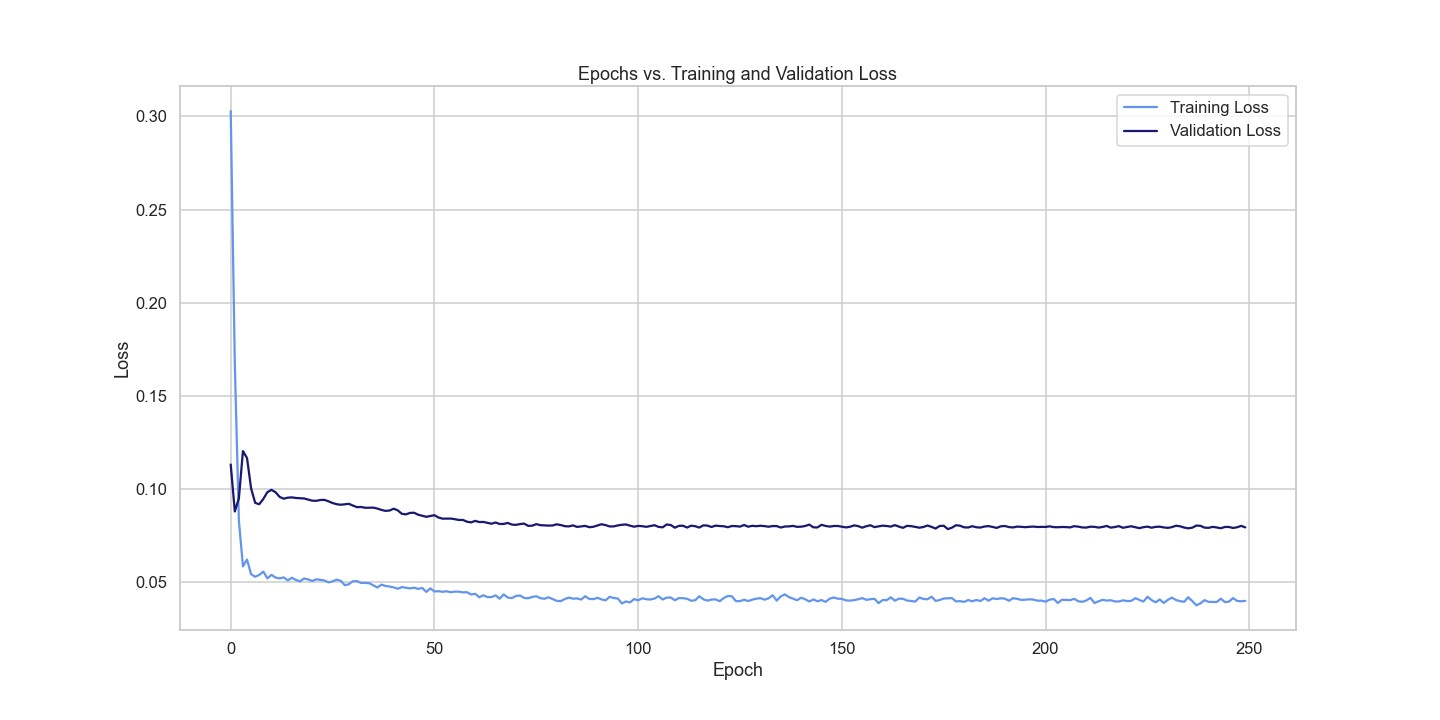 Epochs vs. Training and Validation Loss
Training Loss
Validation Loss
0.30
0.25
0.20
0.15
0.10
0.05
Loss
0 50 100 150 200 250
Epoch